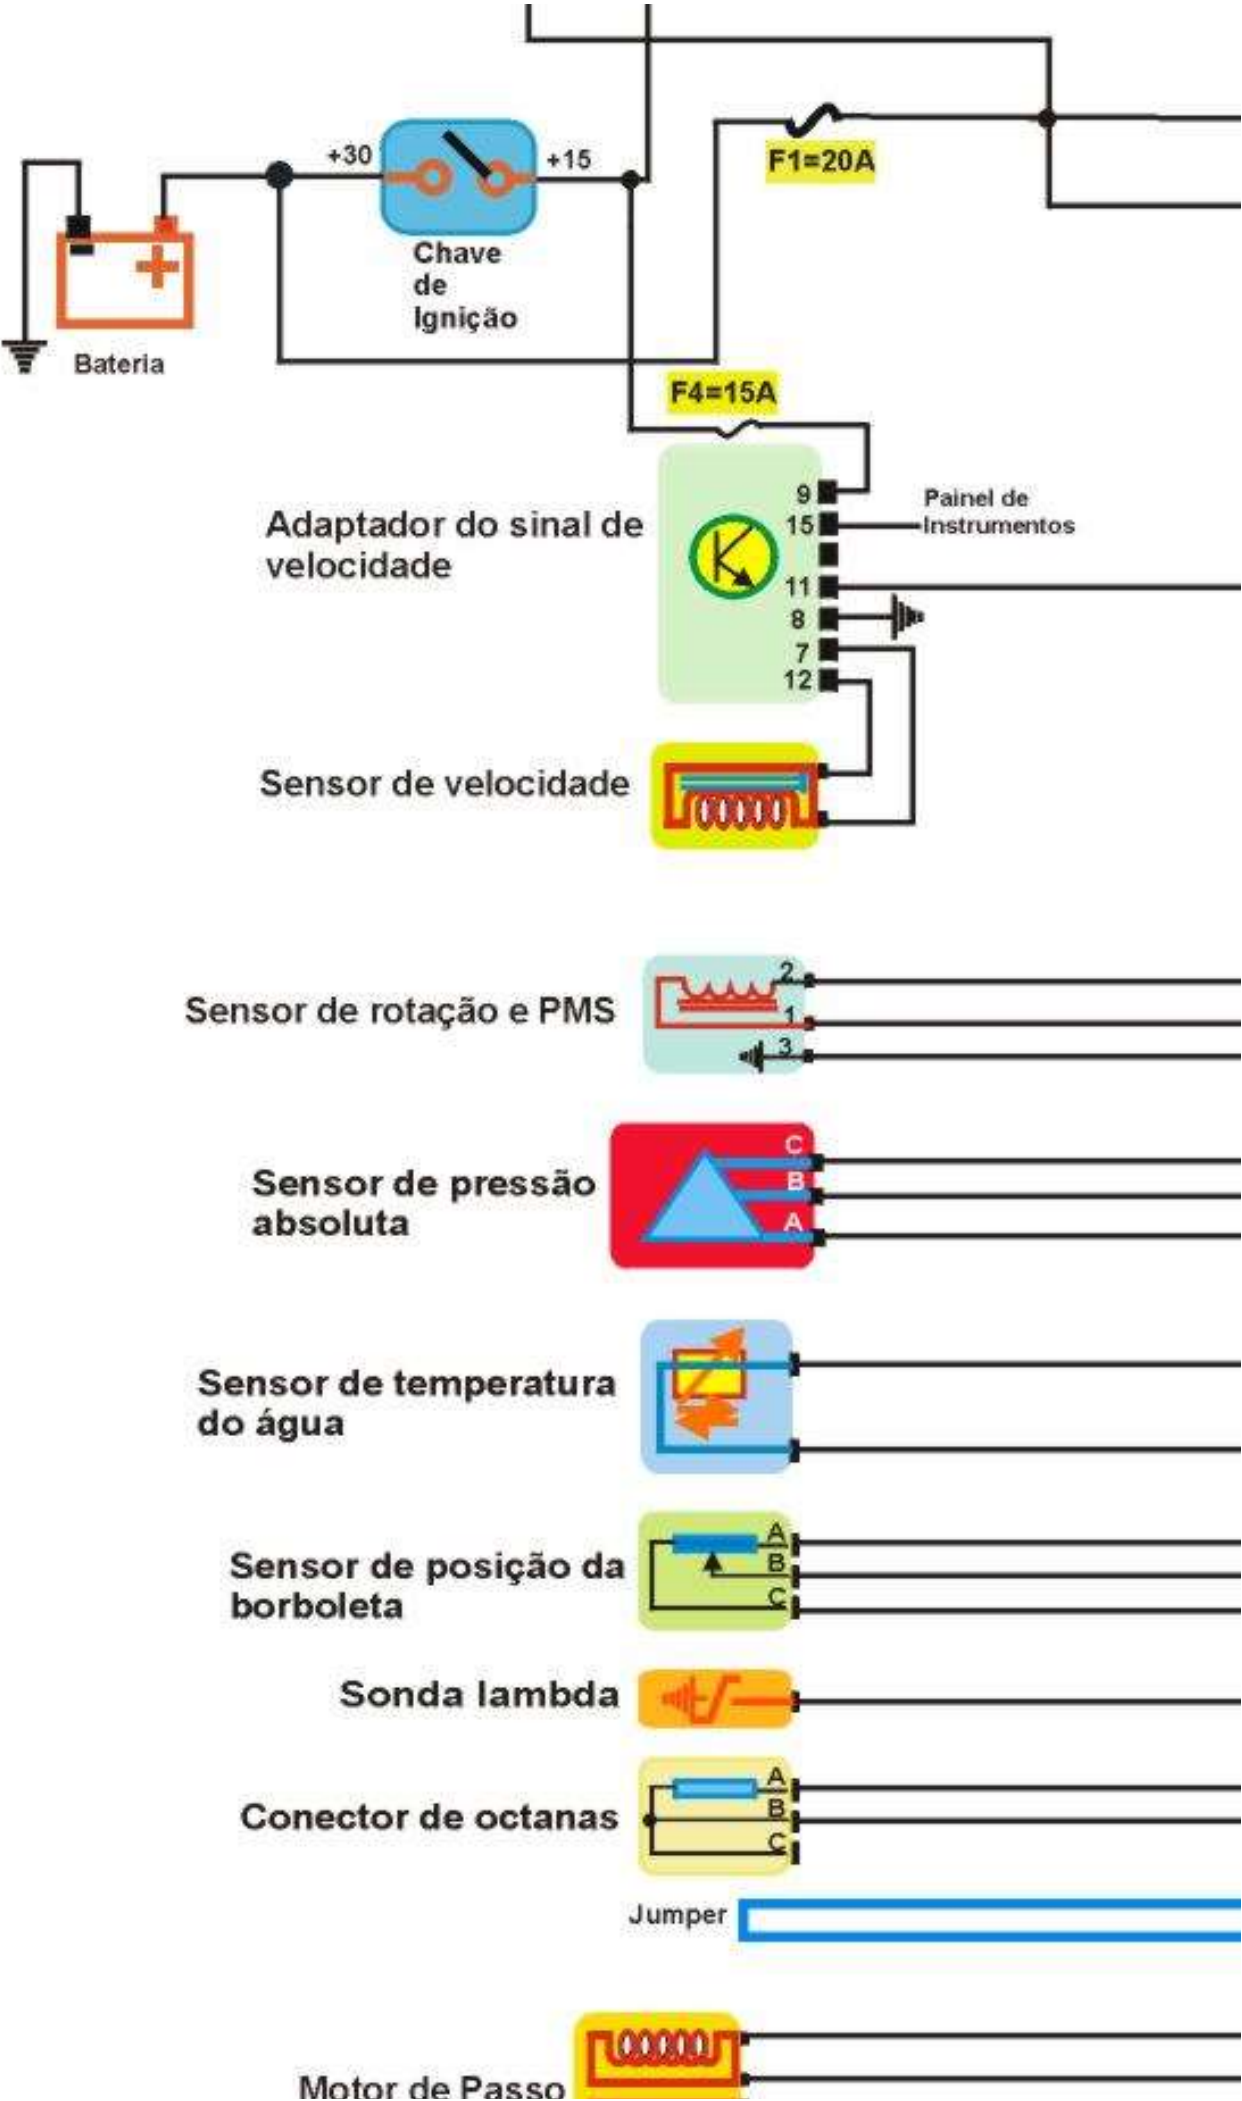 +30
+15
F1=20A
Chave
de
Ignição
Bateria
F4=15A
9
Painel de
Instrumentos
15
Adaptador do sinal de
velocidade
11
8
7
12
Sensor de velocidade
2
Sensor de rotação e PMS
1
3
C
Sensor de pressão
absoluta
B
A
Sensor de temperatura
do água
A
Sensor de posição da
borboleta
B
C
Sonda lambda
A
Conector de octanas
B
C
Jumper
Motor de Passo